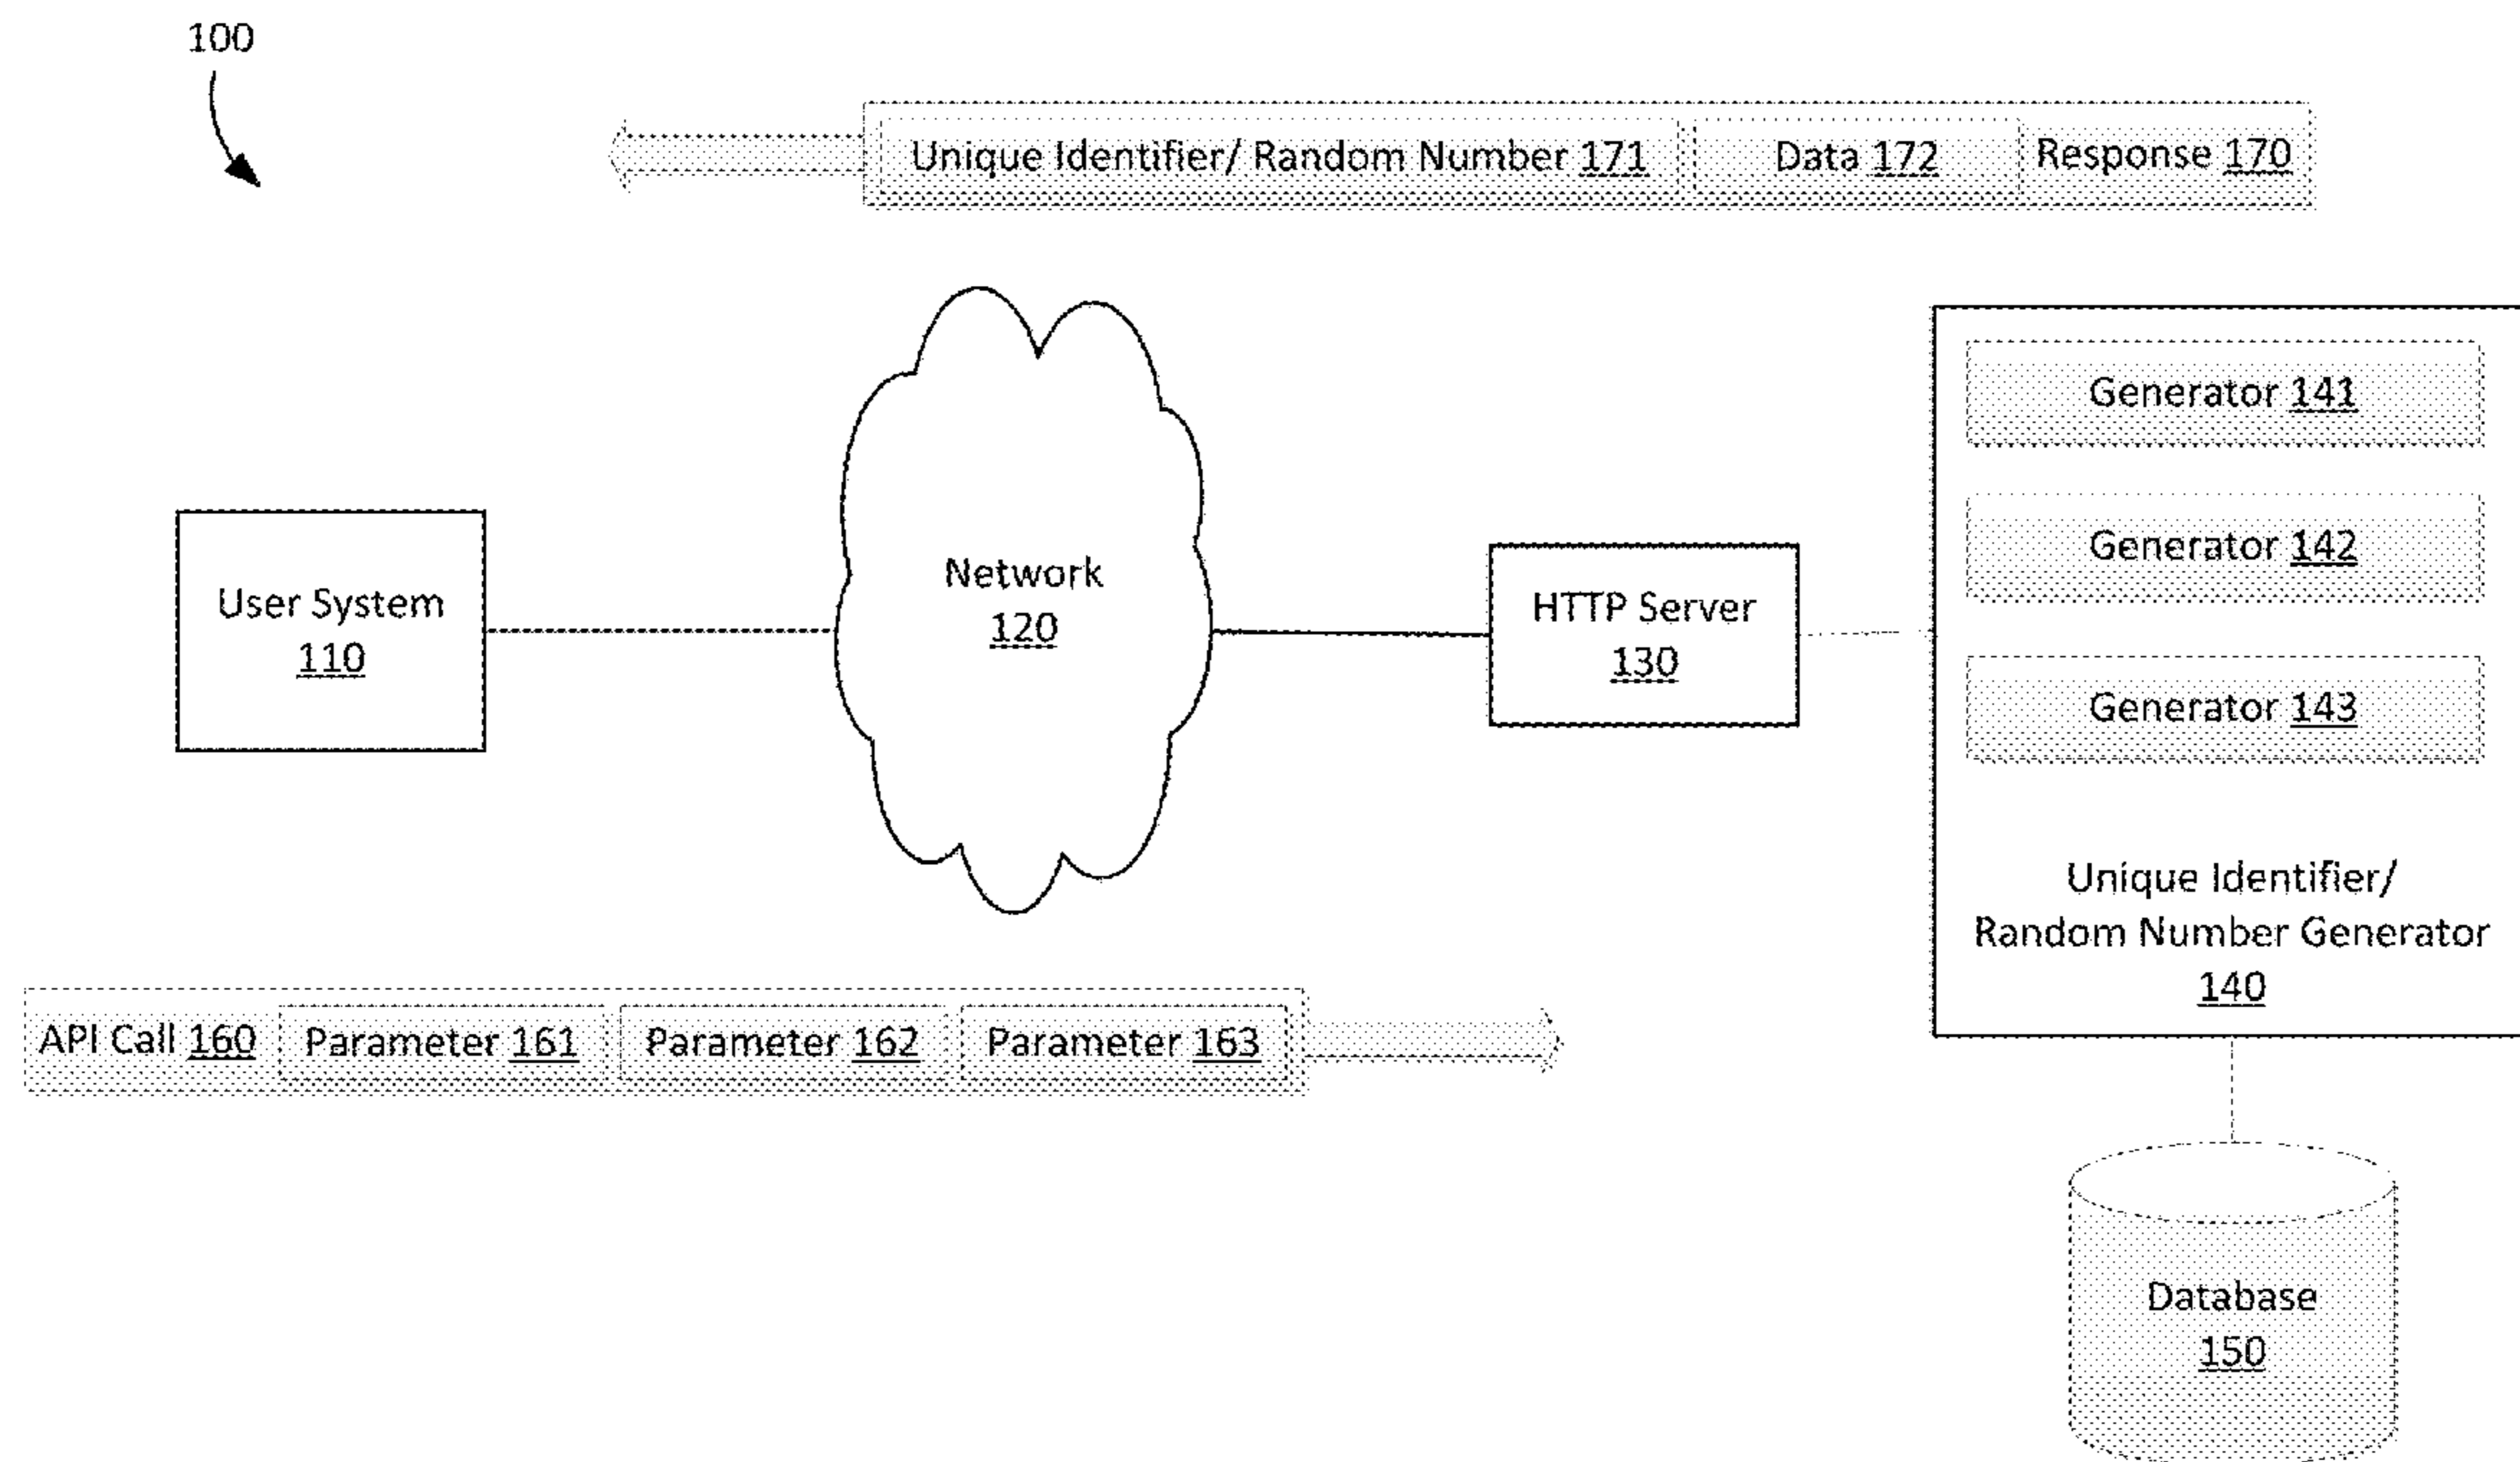 100
Unique Identifier/ Random Number 171
Data 172
Response 170
Generator 141
Generator 142
Generator 143
Unique Identifier/
Random Number Generator
140
User System
110
Network
120
HTTP Server
130
API Call 160
Parameter 161
Parameter 162
Parameter 163
Database
150